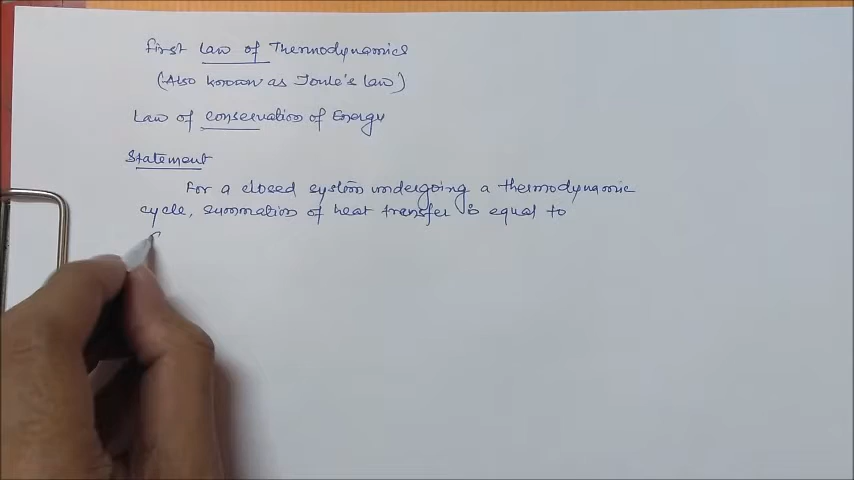 First Law of Thermodynamics
(Also known as Joule's law)
Law of conservation of Energy
Statement
For a closed system undergoing a thermodynamic
cycle, summation of heat transfer is equal to